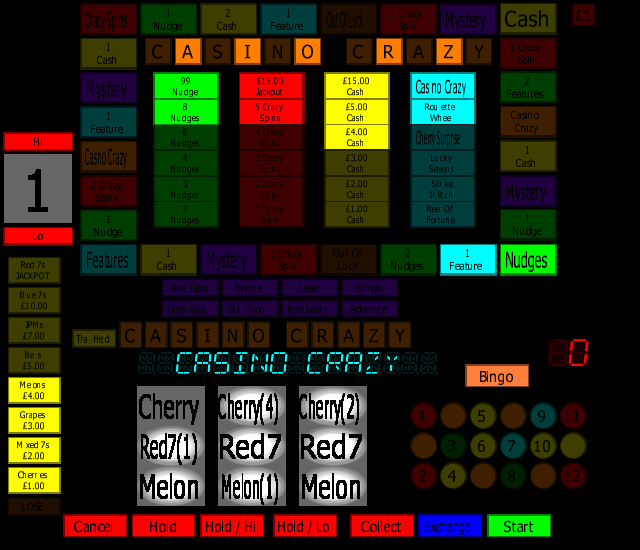 Crazy Spins
1 Nudge
2 Cash
1 Feature
Out Of Luck
1 Crazy Spin
Mystery
Cash
£1
1 Cash
C A S I N O C R A Z Y
1 Crazy Spin
Mystery
99 Nudge
£15.00 Jackpot
£15.00 Cash
Casino Crazy
2 Features
8 Nudges
5 Crazy Spins
£5.00 Cash
Roulette Whee
1 Feature
6 Nudges
4 Crazy Spins
£4.00 Cash
Cherry Surprise
Casino Crazy
Hi
4 Nudges
3 Crazy Spins
£3.00 Cash
Lucky Sevens
Casino Crazy
1 Cash
1
3 Nudges
2 Crazy Spins
£2.00 Cash
Strike It Rich
2 Crazy Spins
Mystery
2 Nudges
1 Crazy Spin
£1.00 Cash
Reel Of Fortune
1 Nudge
1 Nudge
Lo
Features
1 Cash
Mystery
1 Crazy Spin
Out Of Luck
2 Nudges
1 Feature
Nudges!
Red 7s JACKPOT
Bonus
Lose
Bingo
Blue 7s £10.00
Casino Crazy
Skill Stop
Bombastic
Advance
JPMs £7.00
C A S I N O C R A Z Y
CASINO CRAZY
0
£5.00
Bingo
Melons £4.00
Cherry
Cherry(4)
Cherry(2)
1 5 9 11
Grapes £3.00
Red7(1)
Red7
Red7
3 6 7 10
Mixed 7s £2.00
Melon
Melon(1)
Melon
2 4 8 12
Cherries £1.00
LOSE
Cancel
Hold
Hold / Hi
Hold / Lo
Collect
Exchange
Start